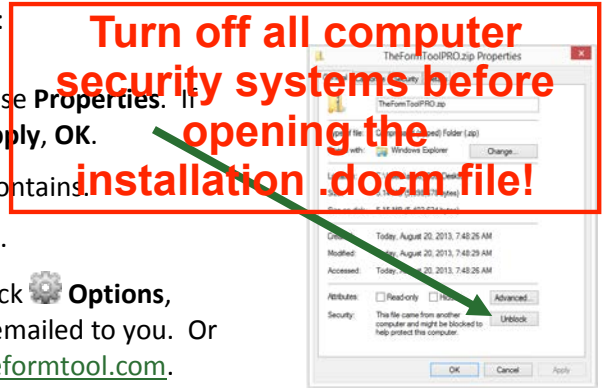 :
Turn off all computer
security systems before
opening the
installation .docm file!
se Properties. If
ply, OK.
ontains.
.
ck Options,
emailed to you. Or
eformtool.com.
TheFormToolPRO.zip Properties
TheFormToolPRO.zip
Change...
Windows Explorer
Today, August 20, 2013, 7:48:26 AM
Modified: Today, August 20, 2013, 7:48:29 AM
Accessed: Today, August 20, 2013, 7:48:26 AM
Attributes: Read-only Advanced...
Security: This file came from another
computer and might be blocked to
help protect this computer.
Unblock
OK Cancel Apply